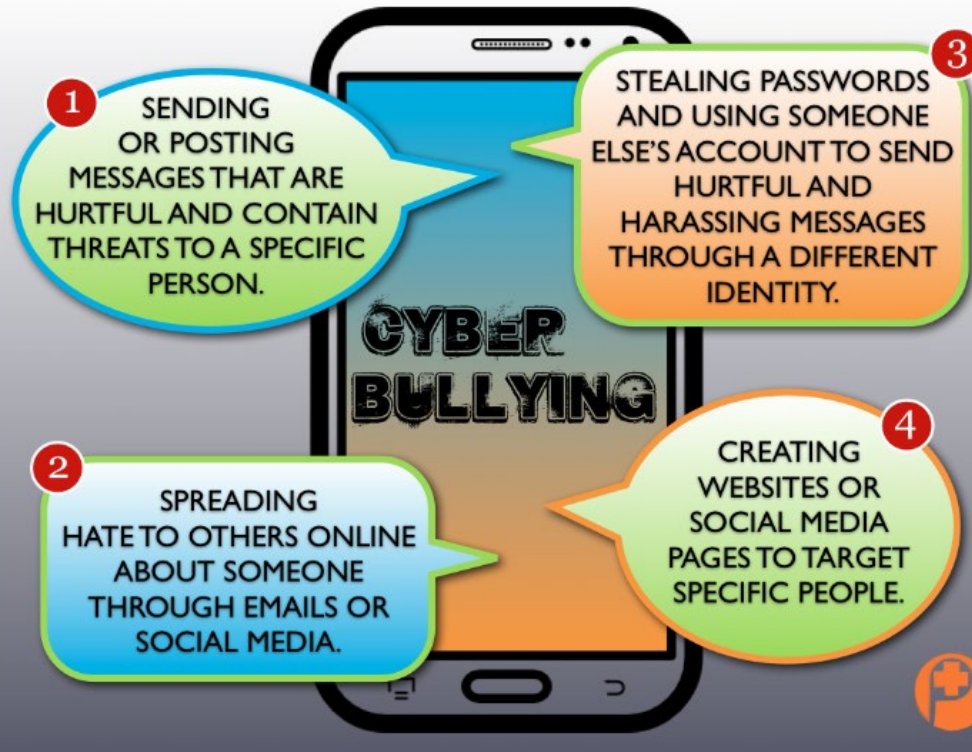 1
SENDING
OR POSTING
MESSAGES THAT ARE
HURTFUL AND CONTAIN
THREATS TO A SPECIFIC
PERSON.
3
STEALING PASSWORDS
AND USING SOMEONE
ELSE'S ACCOUNT TO SEND
HURTFUL AND
HARASSING MESSAGES
THROUGH A DIFFERENT
IDENTITY.
CYBER
BULLYING
2
SPREADING
HATE TO OTHERS ONLINE
ABOUT SOMEONE
THROUGH EMAILS OR
SOCIAL MEDIA.
4
CREATING
WEBSITES OR
SOCIAL MEDIA
PAGES TO TARGET
SPECIFIC PEOPLE.